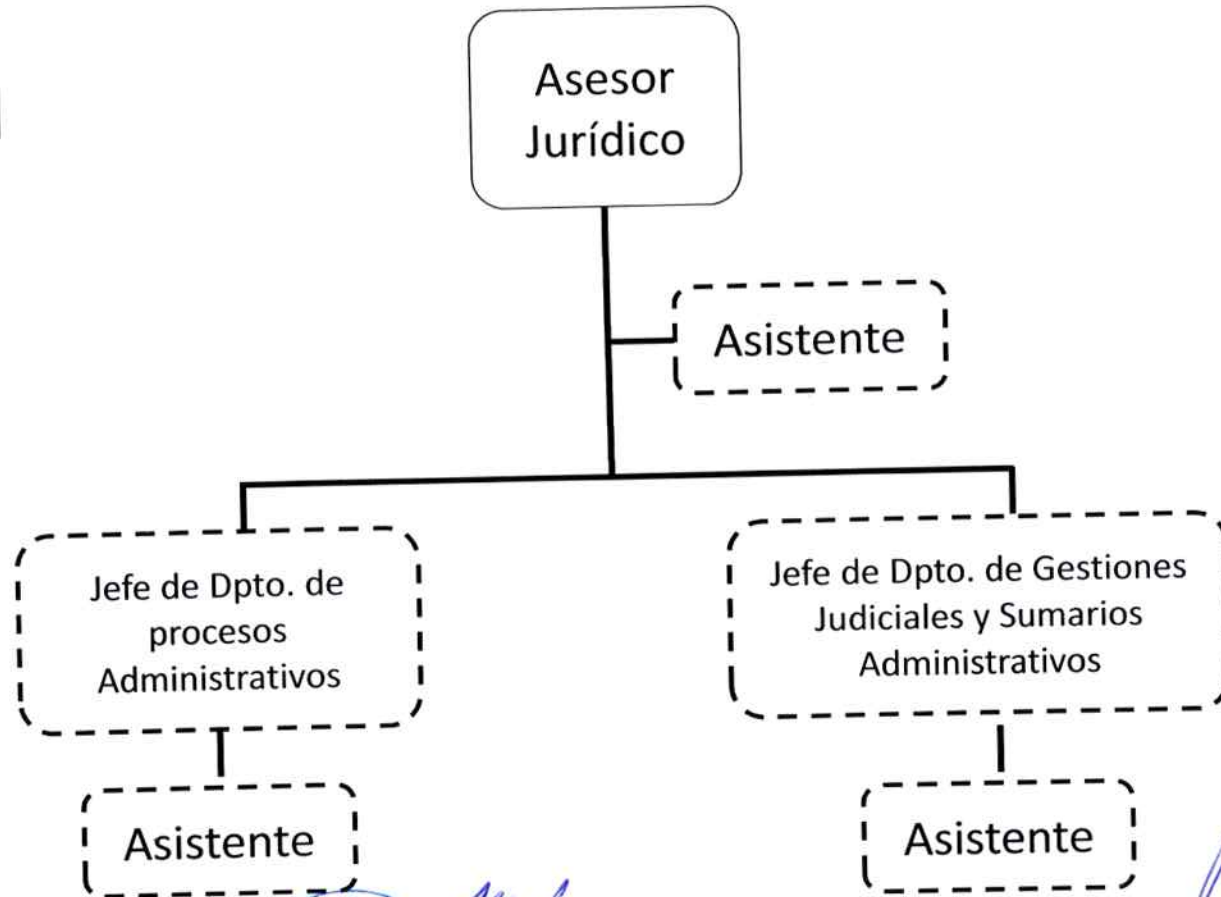 Asesor
Jurídico
Asistente
Jefe de Dpto. de
procesos
Administrativos
Jefe de Dpto. de Gestiones
Judiciales y Sumarios
Administrativos
Asistente
Asistente